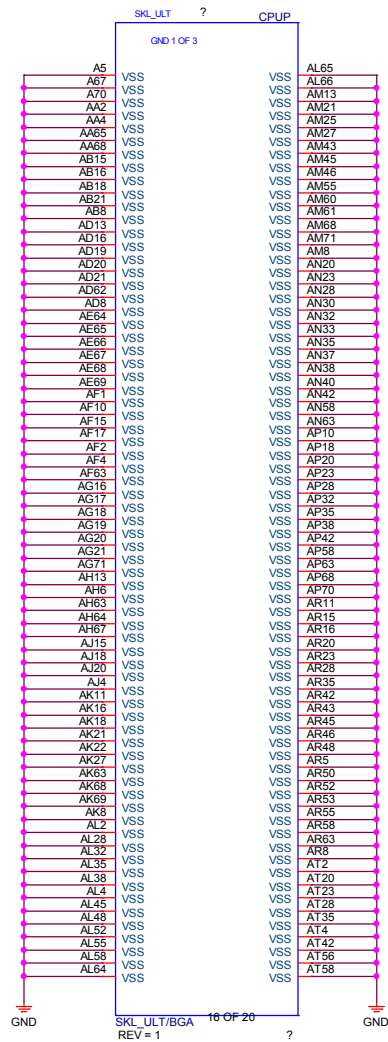 SKL_ULT ? CPUP
GND 1 OF 3
A5 VSS VSS AL65
A67 VSS VSS AL66
A70 VSS VSS AM13
AA2 VSS VSS AM21
AA4 VSS VSS AM25
AA65 VSS VSS AM27
AA68 VSS VSS AM43
AB15 VSS VSS AM45
AB16 VSS VSS AM46
AB18 VSS VSS AM55
AB21 VSS VSS AM60
AB8 VSS VSS AM61
AD13 VSS VSS AM68
AD16 VSS VSS AM71
AD19 VSS VSS AM8
AD20 VSS VSS AN20
AD21 VSS VSS AN23
AD62 VSS VSS AN28
AD8 VSS VSS AN30
AE64 VSS VSS AN32
AE65 VSS VSS AN33
AE66 VSS VSS AN35
AE67 VSS VSS AN37
AE68 VSS VSS AN38
AE69 VSS VSS AN40
AF1 VSS VSS AN42
AF10 VSS VSS AN58
AF15 VSS VSS AN63
AF17 VSS VSS AP10
AF2 VSS VSS AP18
AF4 VSS VSS AP20
AF63 VSS VSS AP23
AG16 VSS VSS AP28
AG17 VSS VSS AP32
AG18 VSS VSS AP35
AG19 VSS VSS AP38
AG20 VSS VSS AP42
AG21 VSS VSS AP58
AG71 VSS VSS AP63
AH13 VSS VSS AP68
AH6 VSS VSS AP70
AH63 VSS VSS AR11
AH64 VSS VSS AR15
AH67 VSS VSS AR16
AJ15 VSS VSS AR20
AJ18 VSS VSS AR23
AJ20 VSS VSS AR28
AJ4 VSS VSS AR35
AK11 VSS VSS AR42
AK16 VSS VSS AR43
AK18 VSS VSS AR45
AK21 VSS VSS AR46
AK22 VSS VSS AR48
AK27 VSS VSS AR5
AK63 VSS VSS AR50
AK68 VSS VSS AR52
AK69 VSS VSS AR53
AK8 VSS VSS AR55
AL2 VSS VSS AR58
AL28 VSS VSS AR63
AL32 VSS VSS AR8
AL35 VSS VSS AT2
AL38 VSS VSS AT20
AL4 VSS VSS AT23
AL45 VSS VSS AT28
AL48 VSS VSS AT35
AL52 VSS VSS AT4
AL55 VSS VSS AT42
AL58 VSS VSS AT56
AL64 VSS VSS AT58
GND SKL_ULT/BGA 16 OF 20 GND
REV = 1 ?